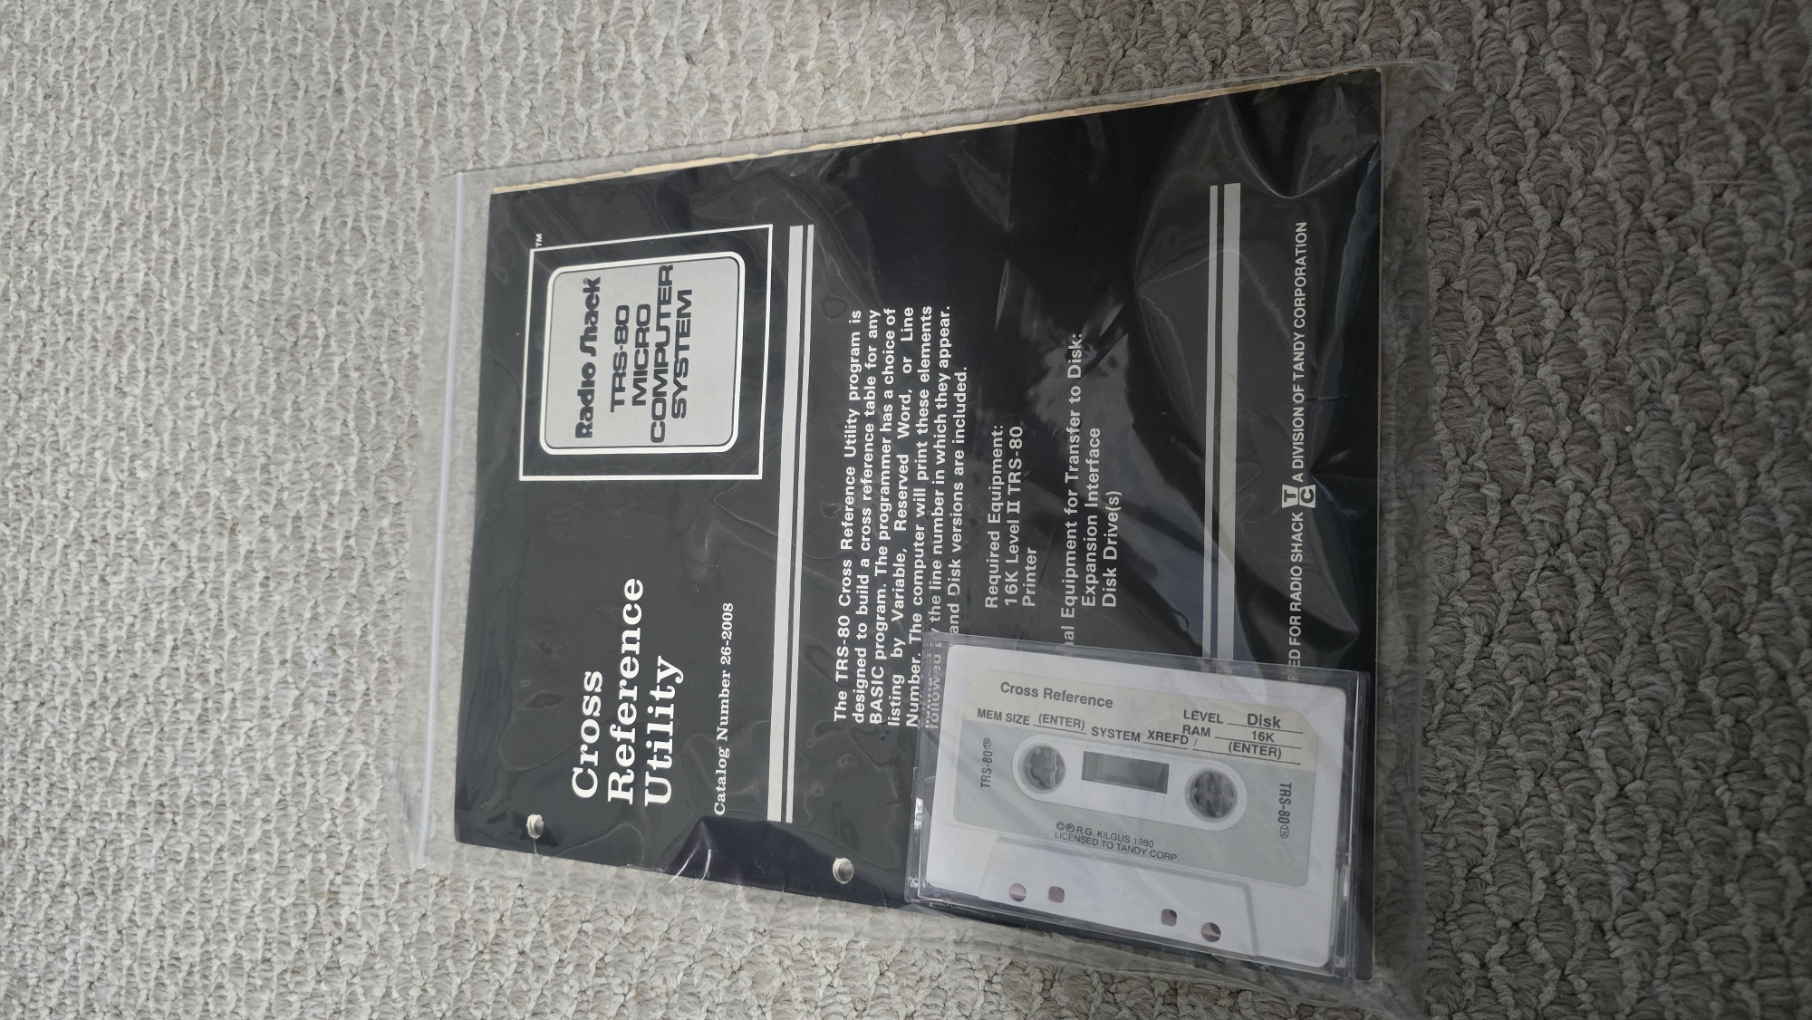 Cross
Reference
Utility
Catalog Number 26-2008
Radio Shack
TRS-80
MICRO
COMPUTER
SYSTEM
TM
The TRS-80 Cross Reference Utility program is
designed to build a cross reference table for any
BASIC program. The programmer has a choice of
listing by Variable, Reserved Word, or Line
Number. The computer will print these elements
followed by the line number in which they appear.
and Disk versions are included.
Required Equipment:
16K Level II TRS-80
Printer
Equipment for Transfer to Disk:
Expansion Interface
Disk Drive(s)
FOR RADIO SHACK TC A DIVISION OF TANDY CORPORATION
Cross Reference
LEVEL Disk
MEM SIZE (ENTER) RAM 16K
SYSTEM XREFD / (ENTER)
TRS-80
TRS-80
©℗ R.G. KILGUS 1980
LICENSED TO TANDY CORP.